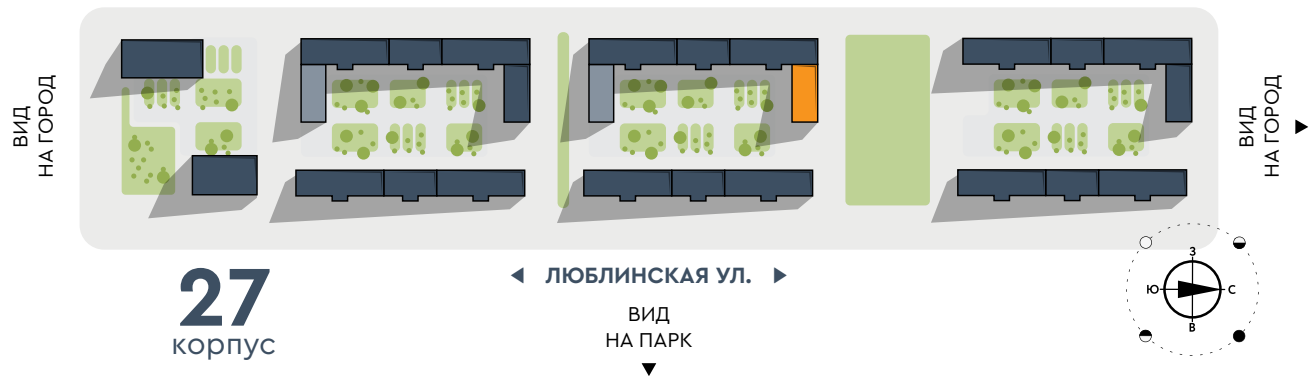 ВИД
НА ГОРОД
ВИД
НА ГОРОД
27
корпус
ЛЮБЛИНСКАЯ УЛ.
ВИД
НА ПАРК
З
Ю
С
В